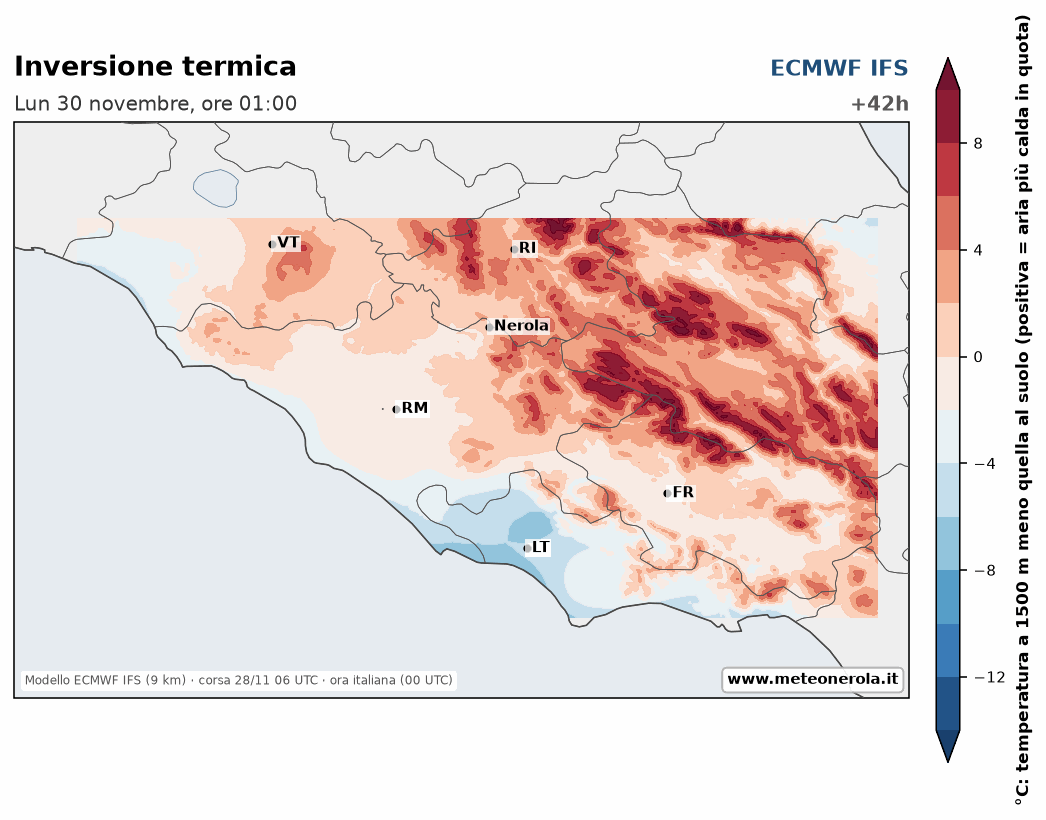 Inversione termica
ECMWF IFS
Lun 30 novembre, ore 01:00
+42h
VT
RI
Nerola
RM
FR
LT
8
4
0
−4
−8
−12
°C: temperatura a 1500 m meno quella al suolo (positiva = aria più calda in quota)
Modello ECMWF IFS (9 km) · corsa 28/11 06 UTC · ora italiana (00 UTC)
www.meteonerola.it